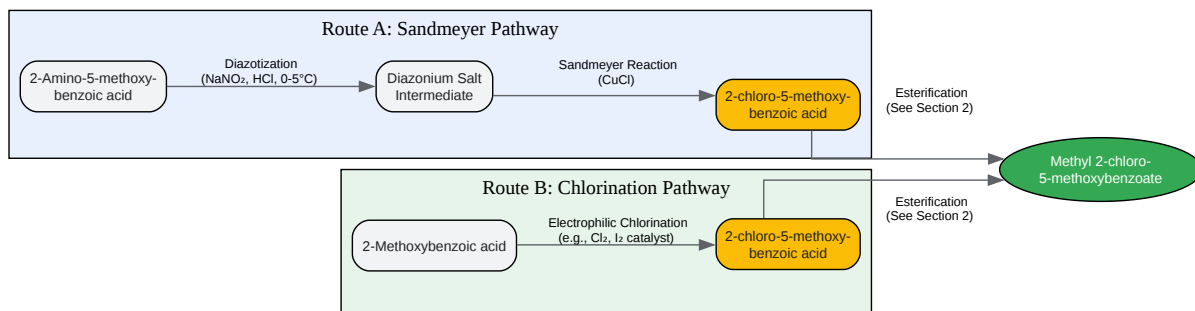 Route A: Sandmeyer Pathway
2-Amino-5-methoxy-
benzoic acid
Diazotization
(NaNO₂, HCl, 0-5°C)
Diazonium Salt
Intermediate
Sandmeyer Reaction
(CuCl)
2-chloro-5-methoxy-
benzoic acid
Esterification
(See Section 2)
Methyl 2-chloro-
5-methoxybenzoate
Route B: Chlorination Pathway
2-Methoxybenzoic acid
Electrophilic Chlorination
(e.g., Cl₂, I₂ catalyst)
2-chloro-5-methoxy-
benzoic acid
Esterification
(See Section 2)